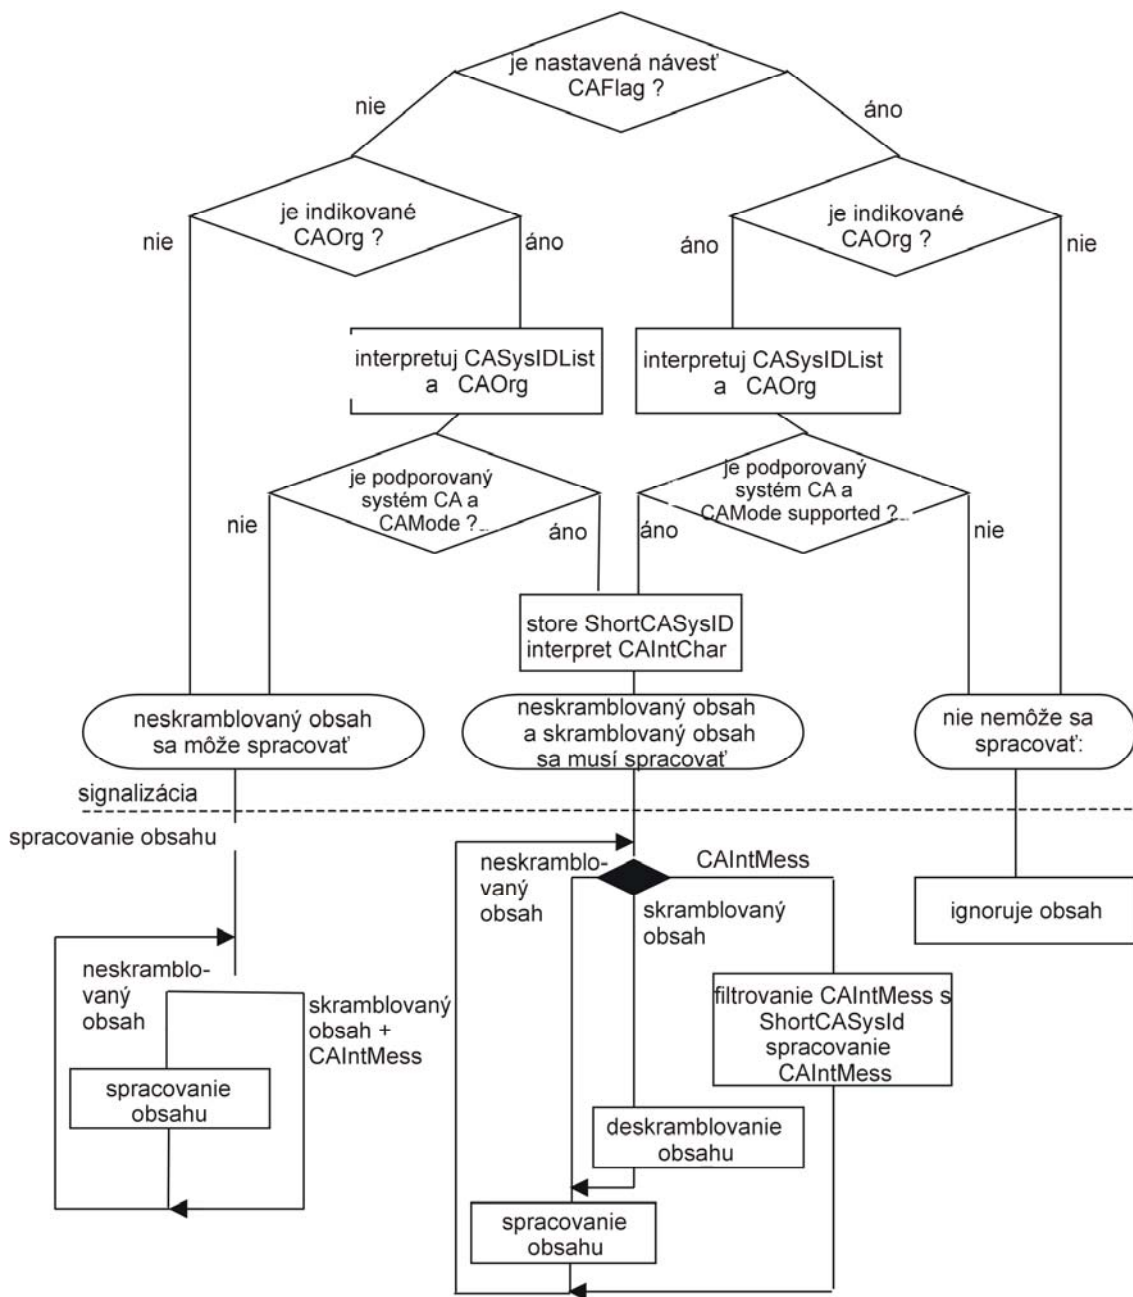 je nastavená návesť
CAFlag ?
nie
áno
je indikované
CAOrg ?
nie
áno
je indikované
CAOrg ?
áno
nie
interpretuj CASysIDList
a CAOrg
interpretuj CASysIDList
a CAOrg
je podporovaný
systém CA a
CAMode ?
nie
áno
je podporovaný
systém CA a
CAMode supported ?
áno
nie
store ShortCASysID
interpret CAIntChar
neskramblovaný obsah
sa môže spracovať
neskramblovaný obsah
a skramblovaný obsah
sa musí spracovať
nie nemôže sa
spracovať:
signalizácia
spracovanie obsahu
neskramblo-
vaný
obsah
skramblovaný
obsah +
CAIntMess
spracovanie
obsahu
neskramblo-
vaný
obsah
CAIntMess
skramblovaný
obsah
filtrovanie CAIntMess s
ShortCASysId
spracovanie
CAIntMess
deskramblovanie
obsahu
spracovanie
obsahu
ignoruje obsah